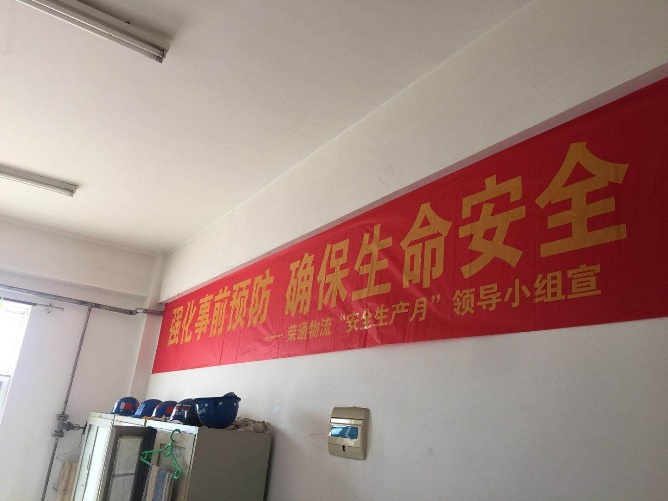 强化事前预防 确保生命安全
——荣通物流“安全生产月”领导小组宣